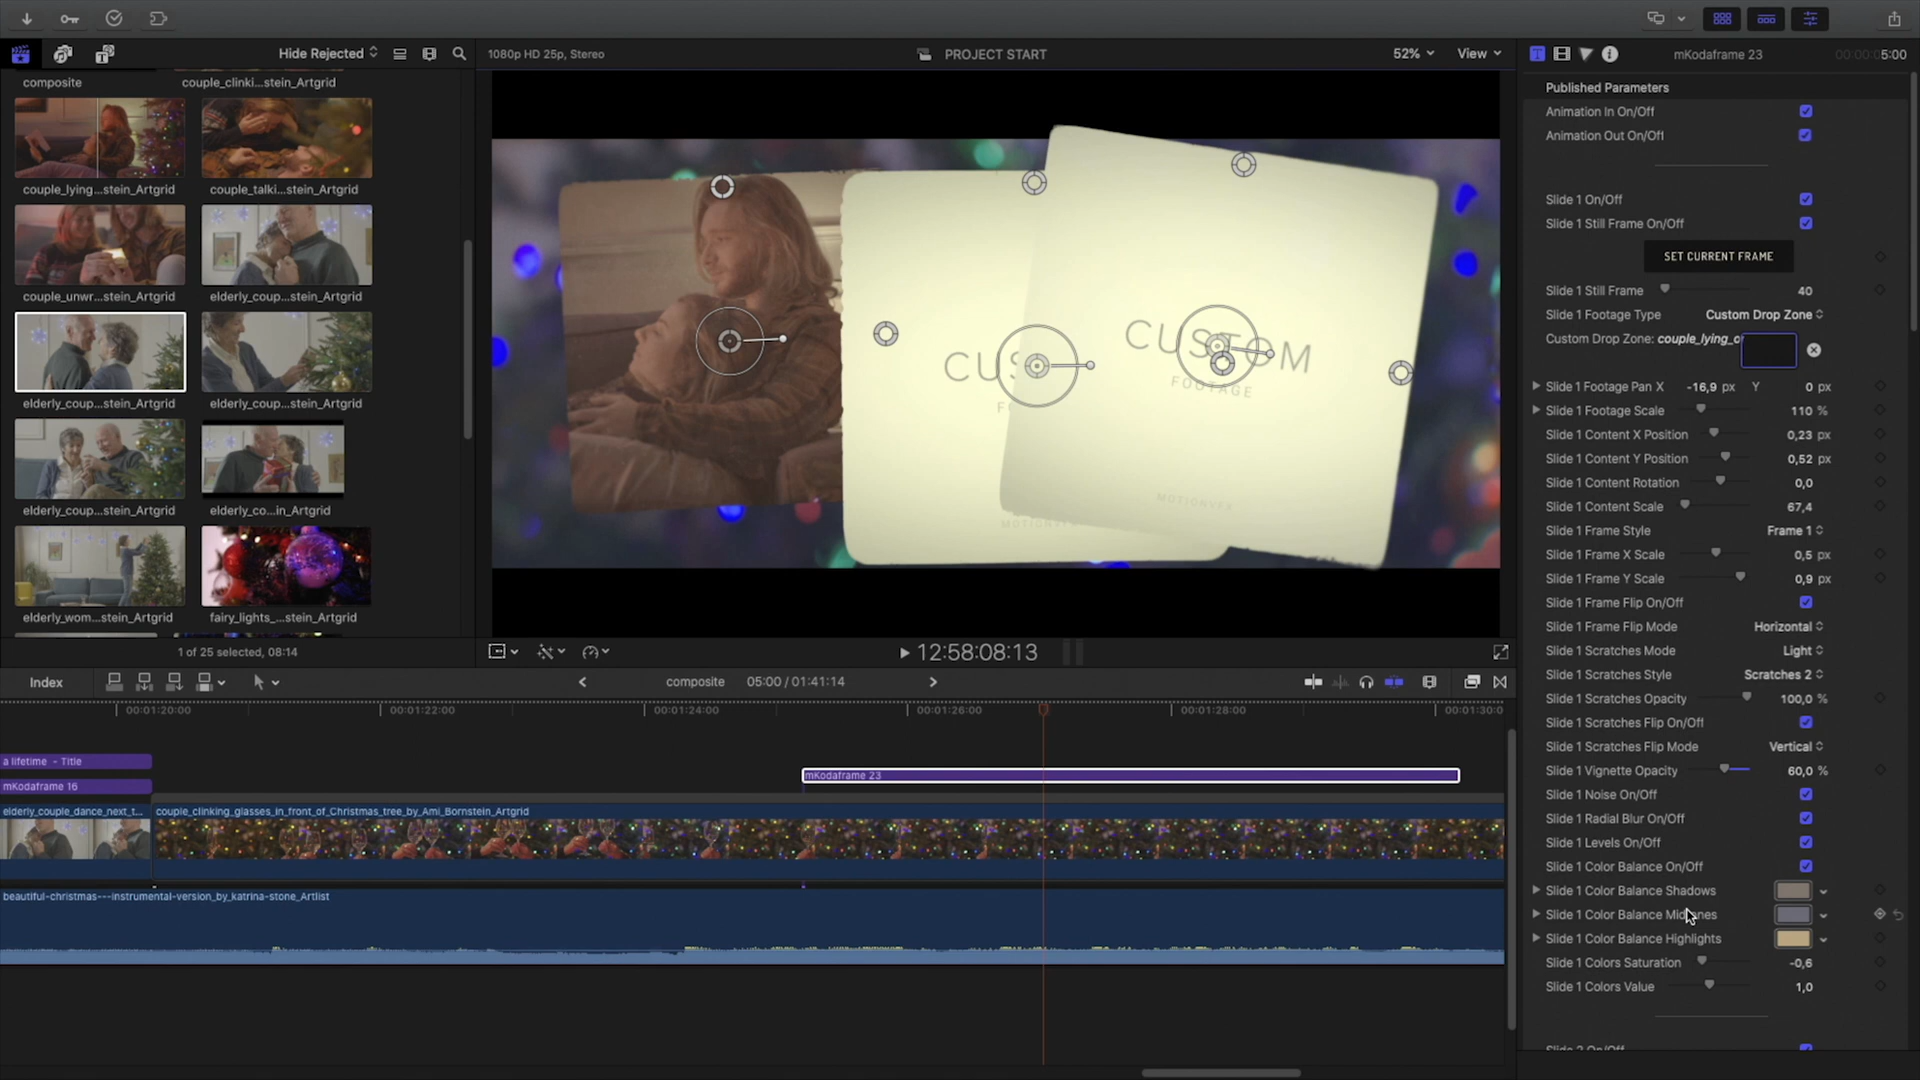 Hide Rejected
1080p HD 25p, Stereo
PROJECT START
52%
View
mKodaframe 23
00:00:05:00
composite
couple_clinki...stein_Artgrid
couple_lying...stein_Artgrid
couple_talki...stein_Artgrid
couple_unwr...stein_Artgrid
elderly_coup...stein_Artgrid
elderly_coup...stein_Artgrid
elderly_coup...stein_Artgrid
elderly_coup...stein_Artgrid
elderly_co...in_Artgrid
elderly_wom...stein_Artgrid
fairy_lights_...stein_Artgrid
1 of 25 selected, 08:14
CUS
CUSTOM
FOOTAGE
MOTIONVFX
12:58:08:13
Published Parameters
Animation In On/Off
Animation Out On/Off
Slide 1 On/Off
Slide 1 Still Frame On/Off
SET CURRENT FRAME
Slide 1 Still Frame 40
Slide 1 Footage Type Custom Drop Zone
Custom Drop Zone: couple_lying_o
Slide 1 Footage Pan X -16,9 px Y 0 px
Slide 1 Footage Scale 110 %
Slide 1 Content X Position 0,23 px
Slide 1 Content Y Position 0,52 px
Slide 1 Content Rotation 0,0
Slide 1 Content Scale 67,4
Slide 1 Frame Style Frame 1
Slide 1 Frame X Scale 0,5 px
Slide 1 Frame Y Scale 0,9 px
Slide 1 Frame Flip On/Off
Slide 1 Frame Flip Mode Horizontal
Slide 1 Scratches Mode Light
Slide 1 Scratches Style Scratches 2
Slide 1 Scratches Opacity 100,0 %
Slide 1 Scratches Flip On/Off
Slide 1 Scratches Flip Mode Vertical
Slide 1 Vignette Opacity 60,0 %
Slide 1 Noise On/Off
Slide 1 Radial Blur On/Off
Slide 1 Levels On/Off
Slide 1 Color Balance On/Off
Slide 1 Color Balance Shadows
Slide 1 Color Balance Midtones
Slide 1 Color Balance Highlights
Slide 1 Colors Saturation -0,6
Slide 1 Colors Value 1,0
Slide 2 On/Off
Index
composite
05:00 / 01:41:14
00:01:20:00
00:01:22:00
00:01:24:00
00:01:26:00
00:01:28:00
00:01:30:0
a lifetime - Title
mKodaframe 16
mKodaframe 23
elderly_couple_dance_next_t...
couple_clinking_glasses_in_front_of_Christmas_tree_by_Ami_Bornstein_Artgrid
beautiful-christmas---instrumental-version_by_katrina-stone_Artlist